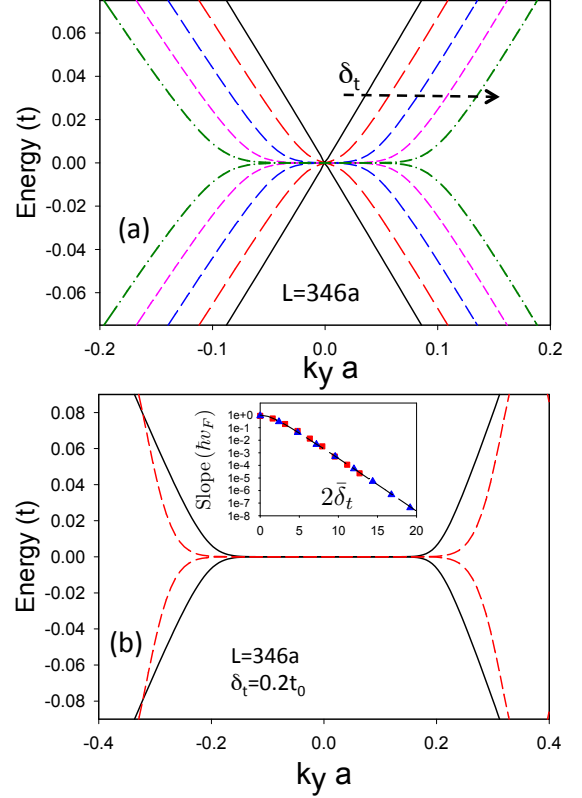 0.06
0.04
0.02
0.00
-0.02
-0.04
-0.06
Energy (t)
δt
(a)
L=346a
-0.2 -0.1 0.0 0.1 0.2
ky a
0.08
0.06
0.04
0.02
0.00
-0.02
-0.04
-0.06
-0.08
Energy (t)
Slope (ħvF)
1e+0
1e-1
1e-2
1e-3
1e-4
1e-5
1e-6
1e-7
1e-8
2δ̄t
0 5 10 15 20
(b)
L=346a
δt=0.2t0
-0.4 -0.2 0.0 0.2 0.4
ky a